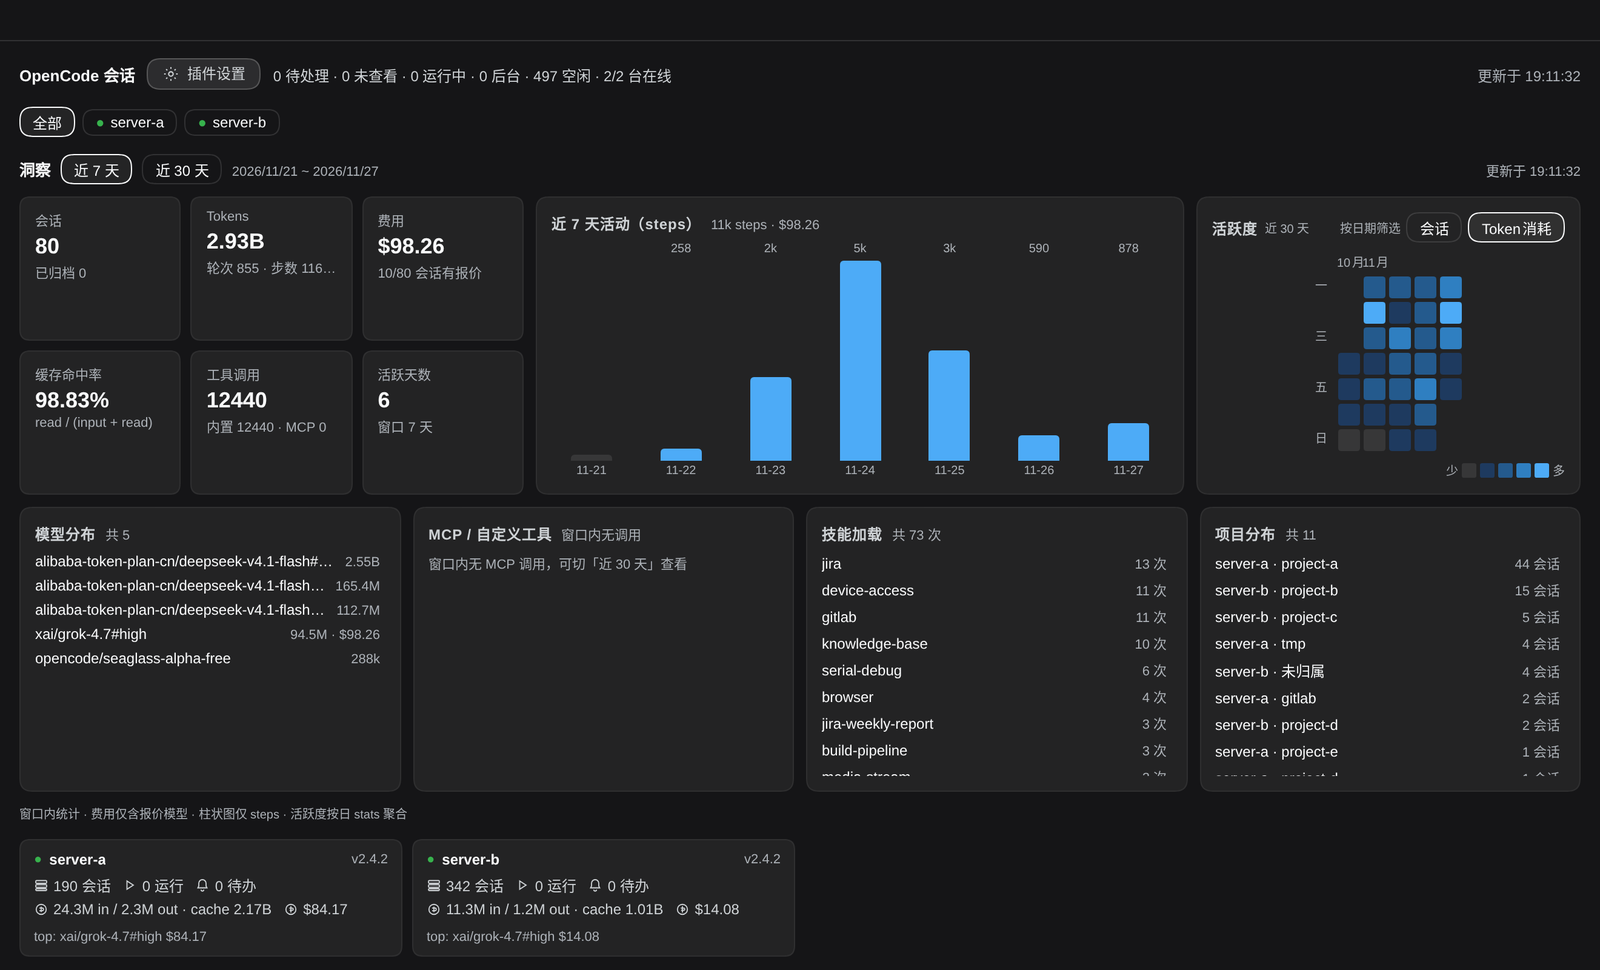 OpenCode 会话
插件设置
0 待处理 · 0 未查看 · 0 运行中 · 0 后台 · 497 空闲 · 2/2 台在线
更新于 19:11:32
全部
server-a
server-b
洞察
近 7 天
近 30 天
2026/11/21 ~ 2026/11/27
更新于 19:11:32
会话
80
已归档 0
Tokens
2.93B
轮次 855 · 步数 116…
费用
$98.26
10/80 会话有报价
缓存命中率
98.83%
read / (input + read)
工具调用
12440
内置 12440 · MCP 0
活跃天数
6
窗口 7 天
近 7 天活动（steps）
11k steps · $98.26
258
2k
5k
3k
590
878
11-21
11-22
11-23
11-24
11-25
11-26
11-27
活跃度
近 30 天
按日期筛选
会话
Token 消耗
10月
11月
一
三
五
日
少
多
模型分布 共 5
alibaba-token-plan-cn/deepseek-v4.1-flash#… 2.55B
alibaba-token-plan-cn/deepseek-v4.1-flash… 165.4M
alibaba-token-plan-cn/deepseek-v4.1-flash… 112.7M
xai/grok-4.7#high 94.5M · $98.26
opencode/seaglass-alpha-free 288k
MCP / 自定义工具 窗口内无调用
窗口内无 MCP 调用，可切「近 30 天」查看
技能加载 共 73 次
jira 13 次
device-access 11 次
gitlab 11 次
knowledge-base 10 次
serial-debug 6 次
browser 4 次
jira-weekly-report 3 次
build-pipeline 3 次
项目分布 共 11
server-a · project-a 44 会话
server-b · project-b 15 会话
server-b · project-c 5 会话
server-a · tmp 4 会话
server-b · 未归属 4 会话
server-a · gitlab 2 会话
server-b · project-d 2 会话
server-a · project-e 1 会话
窗口内统计 · 费用仅含报价模型 · 柱状图仅 steps · 活跃度按日 stats 聚合
server-a v2.4.2
190 会话 0 运行 0 待办
24.3M in / 2.3M out · cache 2.17B $84.17
top: xai/grok-4.7#high $84.17
server-b v2.4.2
342 会话 0 运行 0 待办
11.3M in / 1.2M out · cache 1.01B $14.08
top: xai/grok-4.7#high $14.08